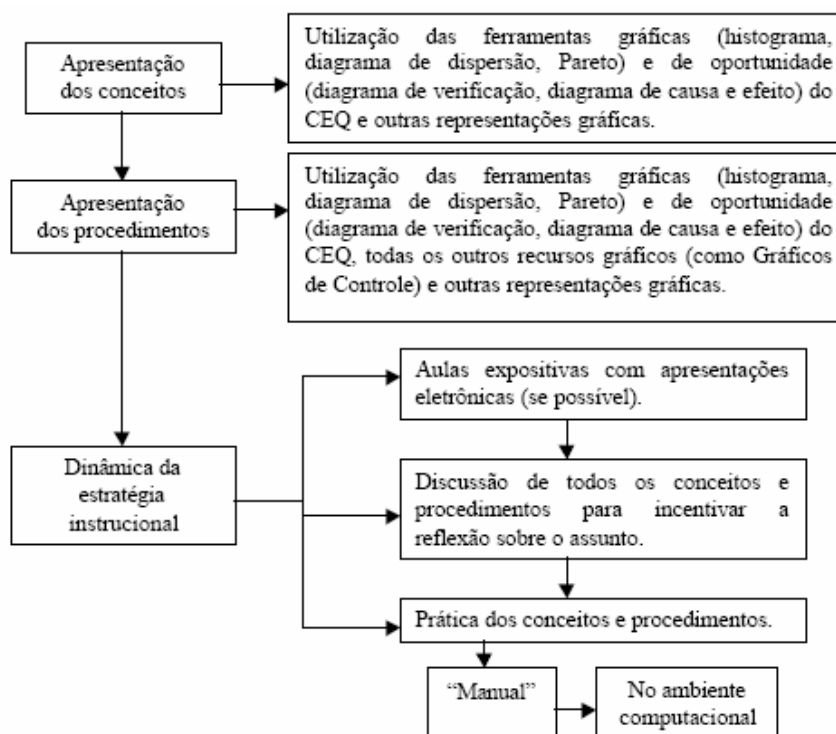 Apresentação
dos conceitos
Utilização das ferramentas gráficas (histograma,
diagrama de dispersão, Pareto) e de oportunidade
(diagrama de verificação, diagrama de causa e efeito) do
CEQ e outras representações gráficas.
Apresentação
dos procedimentos
Utilização das ferramentas gráficas (histograma,
diagrama de dispersão, Pareto) e de oportunidade
(diagrama de verificação, diagrama de causa e efeito) do
CEQ, todas os outros recursos gráficos (como Gráficos
de Controle) e outras representações gráficas.
Dinâmica da
estratégia
instrucional
Aulas expositivas com apresentações
eletrônicas (se possível).
Discussão de todos os conceitos e
procedimentos para incentivar a
reflexão sobre o assunto.
Prática dos conceitos e procedimentos.
“Manual”
No ambiente
computacional